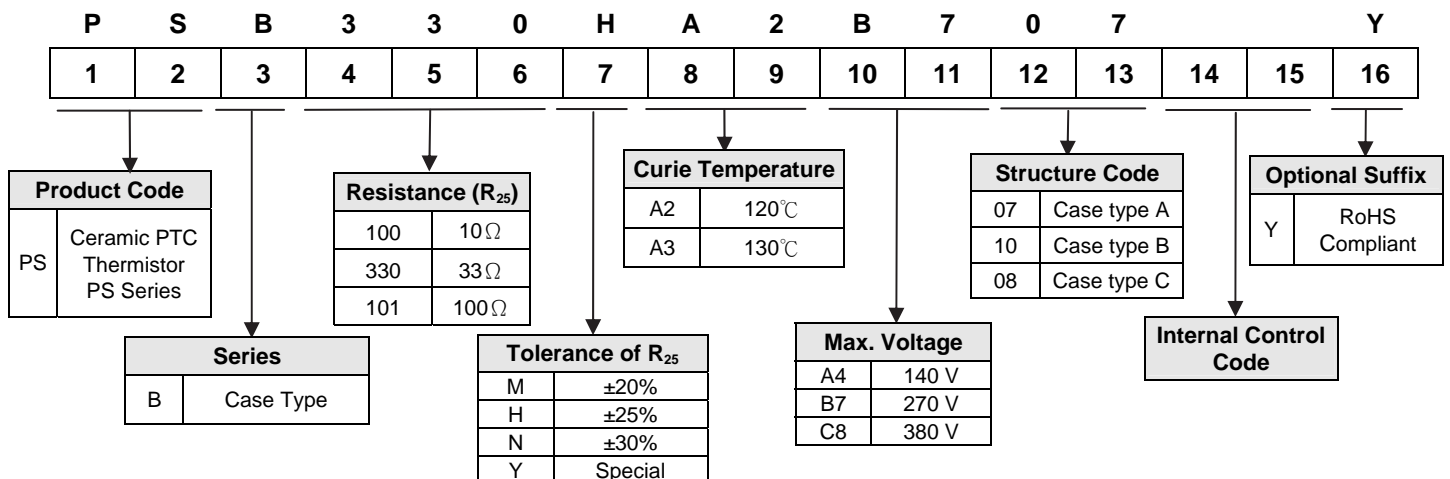 P S B 3 3 0 H A 2 B 7 0 7 Y
1 2 3 4 5 6 7 8 9 10 11 12 13 14 15 16
Product Code
PS Ceramic PTC
Thermistor
PS Series
Series
B Case Type
Resistance (R₂₅)
100 10Ω
330 33Ω
101 100Ω
Tolerance of R₂₅
M ±20%
H ±25%
N ±30%
Y Special
Curie Temperature
A2 120℃
A3 130℃
Max. Voltage
A4 140 V
B7 270 V
C8 380 V
Structure Code
07 Case type A
10 Case type B
08 Case type C
Internal Control
Code
Optional Suffix
Y RoHS
Compliant